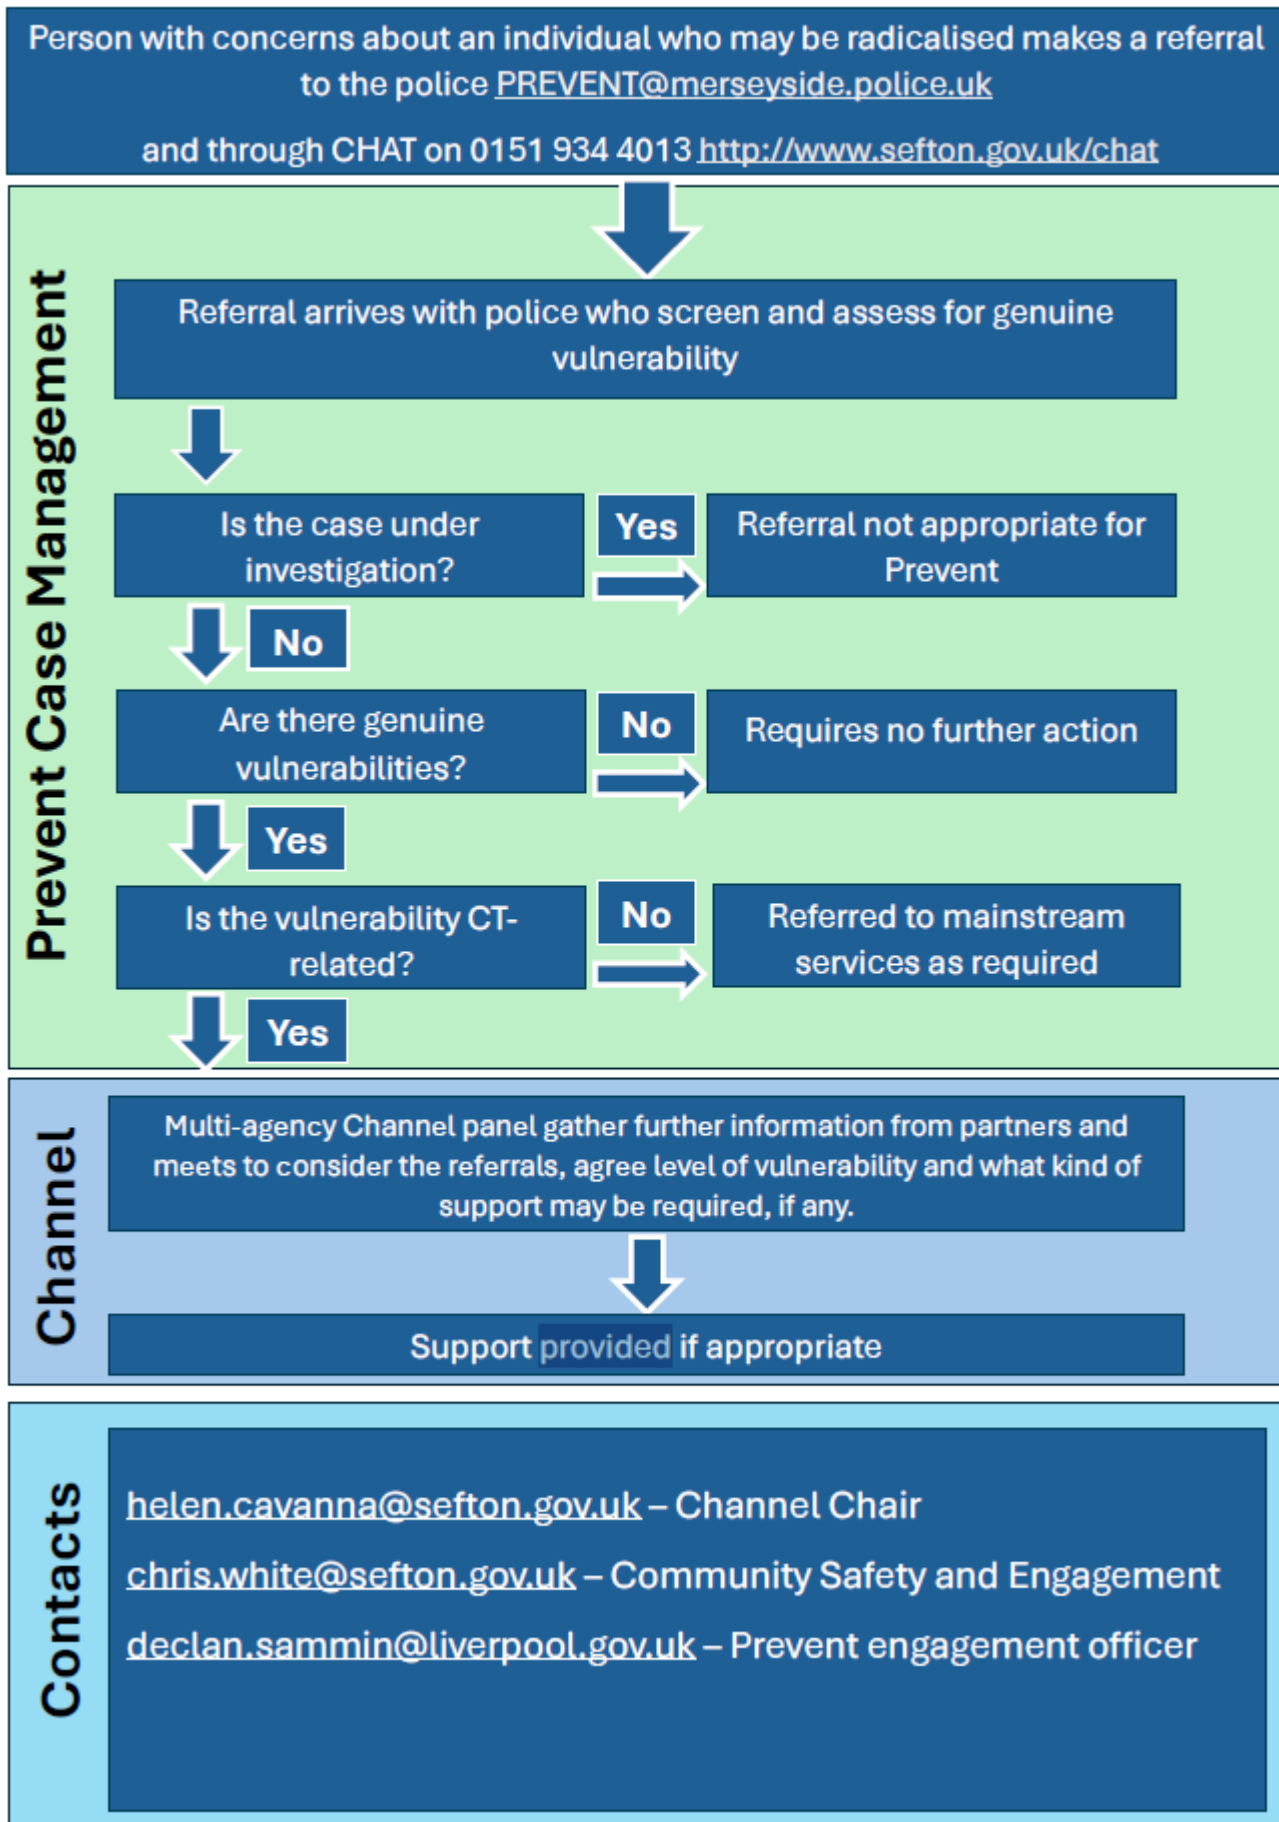 Person with concerns about an individual who may be radicalised makes a referral
to the police PREVENT@merseyside.police.uk
and through CHAT on 0151 934 4013 http://www.sefton.gov.uk/chat
Prevent Case Management
Referral arrives with police who screen and assess for genuine
vulnerability
Is the case under
investigation?
Yes
Referral not appropriate for
Prevent
No
Are there genuine
vulnerabilities?
No
Requires no further action
Yes
Is the vulnerability CT-
related?
No
Referred to mainstream
services as required
Yes
Channel
Multi-agency Channel panel gather further information from partners and
meets to consider the referrals, agree level of vulnerability and what kind of
support may be required, if any.
Support provided if appropriate
Contacts
helen.cavanna@sefton.gov.uk – Channel Chair
chris.white@sefton.gov.uk – Community Safety and Engagement
declan.sammin@liverpool.gov.uk – Prevent engagement officer